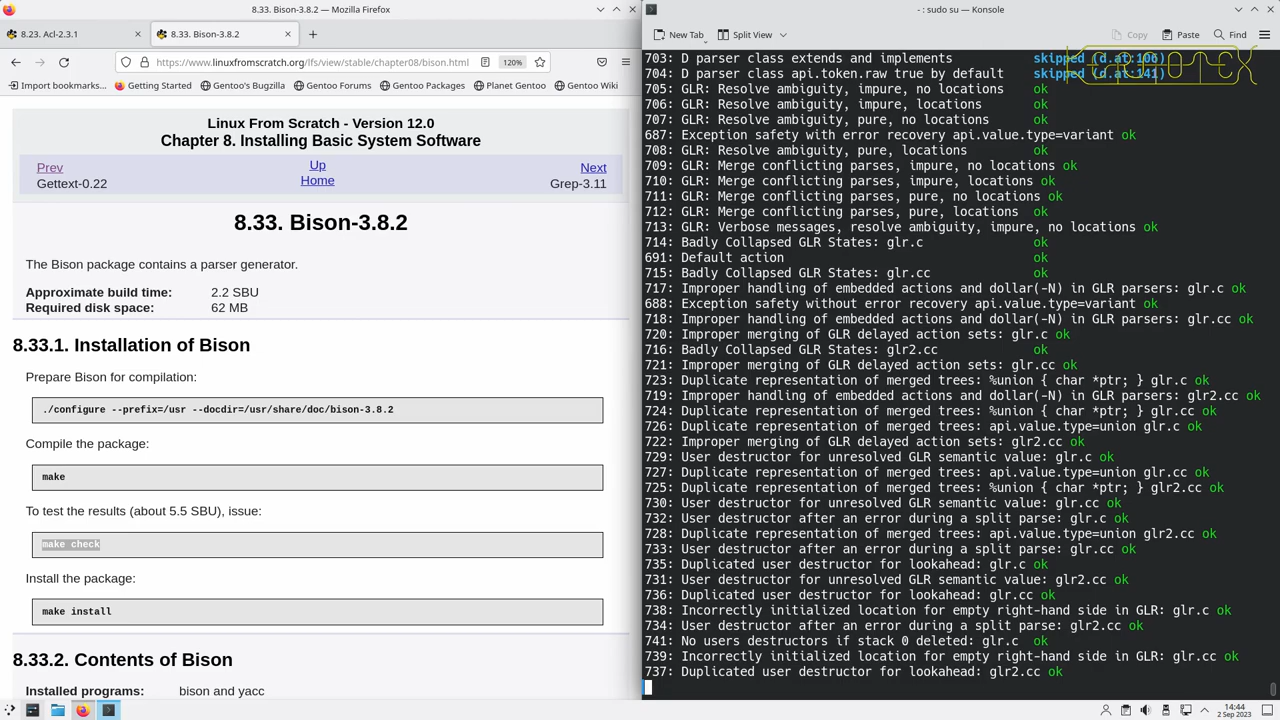 8.33. Bison-3.8.2 — Mozilla Firefox
8.23. Acl-2.3.1
8.33. Bison-3.8.2
https://www.linuxfromscratch.org/lfs/view/stable/chapter08/bison.html
120%
Import bookmarks...
Getting Started
Gentoo's Bugzilla
Gentoo Forums
Gentoo Packages
Planet Gentoo
Gentoo Wiki
Linux From Scratch - Version 12.0
Chapter 8. Installing Basic System Software
Prev
Up
Next
Gettext-0.22
Home
Grep-3.11
8.33. Bison-3.8.2
The Bison package contains a parser generator.
Approximate build time: 2.2 SBU
Required disk space: 62 MB
8.33.1. Installation of Bison
Prepare Bison for compilation:
./configure --prefix=/usr --docdir=/usr/share/doc/bison-3.8.2
Compile the package:
make
To test the results (about 5.5 SBU), issue:
make check
Install the package:
make install
8.33.2. Contents of Bison
Installed programs: bison and yacc
- : sudo su — Konsole
New Tab
Split View
Copy
Paste
Find
703: D parser class extends and implements skipped (d.at:106)
704: D parser class api.token.raw true by default skipped (d.at:141)
705: GLR: Resolve ambiguity, impure, no locations ok
706: GLR: Resolve ambiguity, impure, locations ok
707: GLR: Resolve ambiguity, pure, no locations ok
687: Exception safety with error recovery api.value.type=variant ok
708: GLR: Resolve ambiguity, pure, locations ok
709: GLR: Merge conflicting parses, impure, no locations ok
710: GLR: Merge conflicting parses, impure, locations ok
711: GLR: Merge conflicting parses, pure, no locations ok
712: GLR: Merge conflicting parses, pure, locations ok
713: GLR: Verbose messages, resolve ambiguity, impure, no locations ok
714: Badly Collapsed GLR States: glr.c ok
691: Default action ok
715: Badly Collapsed GLR States: glr.cc ok
717: Improper handling of embedded actions and dollar(-N) in GLR parsers: glr.c ok
688: Exception safety without error recovery api.value.type=variant ok
718: Improper handling of embedded actions and dollar(-N) in GLR parsers: glr.cc ok
720: Improper merging of GLR delayed action sets: glr.c ok
716: Badly Collapsed GLR States: glr2.cc ok
721: Improper merging of GLR delayed action sets: glr.cc ok
723: Duplicate representation of merged trees: %union { char *ptr; } glr.c ok
719: Improper handling of embedded actions and dollar(-N) in GLR parsers: glr2.cc ok
724: Duplicate representation of merged trees: %union { char *ptr; } glr.cc ok
726: Duplicate representation of merged trees: api.value.type=union glr.c ok
722: Improper merging of GLR delayed action sets: glr2.cc ok
729: User destructor for unresolved GLR semantic value: glr.c ok
727: Duplicate representation of merged trees: api.value.type=union glr.cc ok
725: Duplicate representation of merged trees: %union { char *ptr; } glr2.cc ok
730: User destructor for unresolved GLR semantic value: glr.cc ok
732: User destructor after an error during a split parse: glr.c ok
728: Duplicate representation of merged trees: api.value.type=union glr2.cc ok
733: User destructor after an error during a split parse: glr.cc ok
735: Duplicated user destructor for lookahead: glr.c ok
731: User destructor for unresolved GLR semantic value: glr2.cc ok
736: Duplicated user destructor for lookahead: glr.cc ok
738: Incorrectly initialized location for empty right-hand side in GLR: glr.c ok
734: User destructor after an error during a split parse: glr2.cc ok
741: No users destructors if stack 0 deleted: glr.c ok
739: Incorrectly initialized location for empty right-hand side in GLR: glr.cc ok
737: Duplicated user destructor for lookahead: glr2.cc ok
14:44
2 Sep 2023